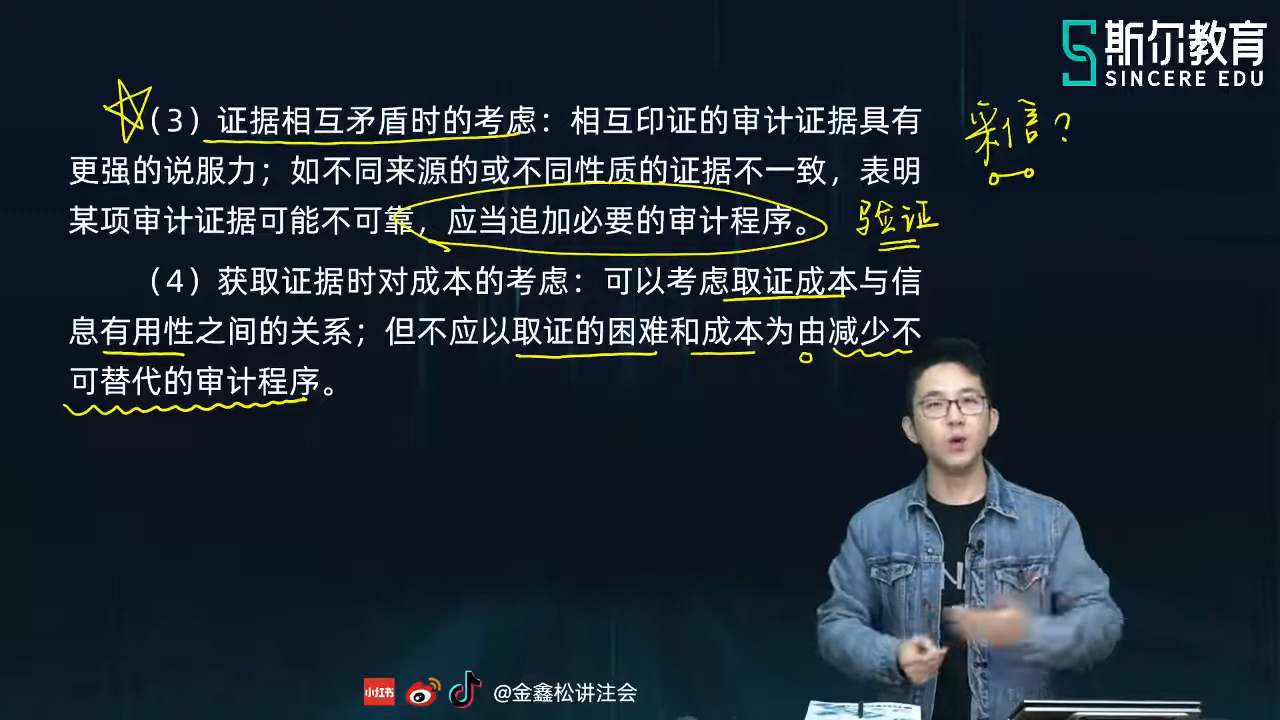 斯尔教育
SINCERE EDU
（3）证据相互矛盾时的考虑：相互印证的审计证据具有
更强的说服力；如不同来源的或不同性质的证据不一致，表明
某项审计证据可能不可靠，应当追加必要的审计程序。
采信？
验证
（4）获取证据时对成本的考虑：可以考虑取证成本与信
息有用性之间的关系；但不应以取证的困难和成本为由减少不
可替代的审计程序。
小红书 @金鑫松讲注会